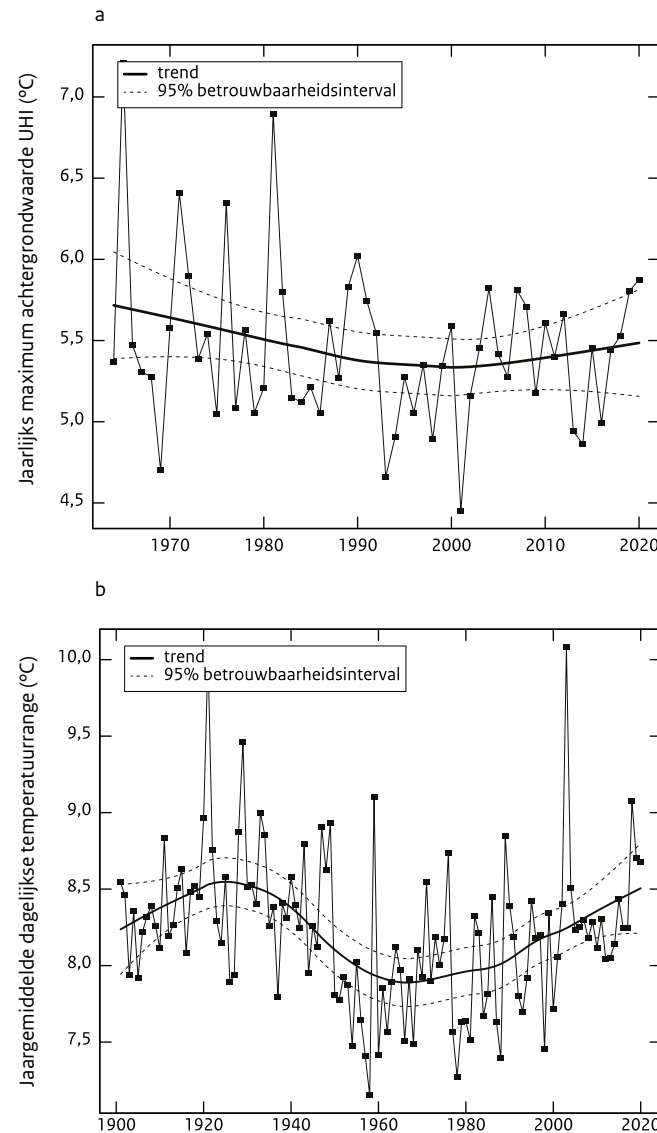 a
Jaarlijks maximum achtergrondwaarde UHI (°C)
trend
95% betrouwbaarheidsinterval
7,0
6,5
6,0
5,5
5,0
4,5
1970 1980 1990 2000 2010 2020
b
Jaargemiddelde dagelijkse temperatuurrange (°C)
trend
95% betrouwbaarheidsinterval
10,0
9,5
9,0
8,5
8,0
7,5
1900 1920 1940 1960 1980 2000 2020